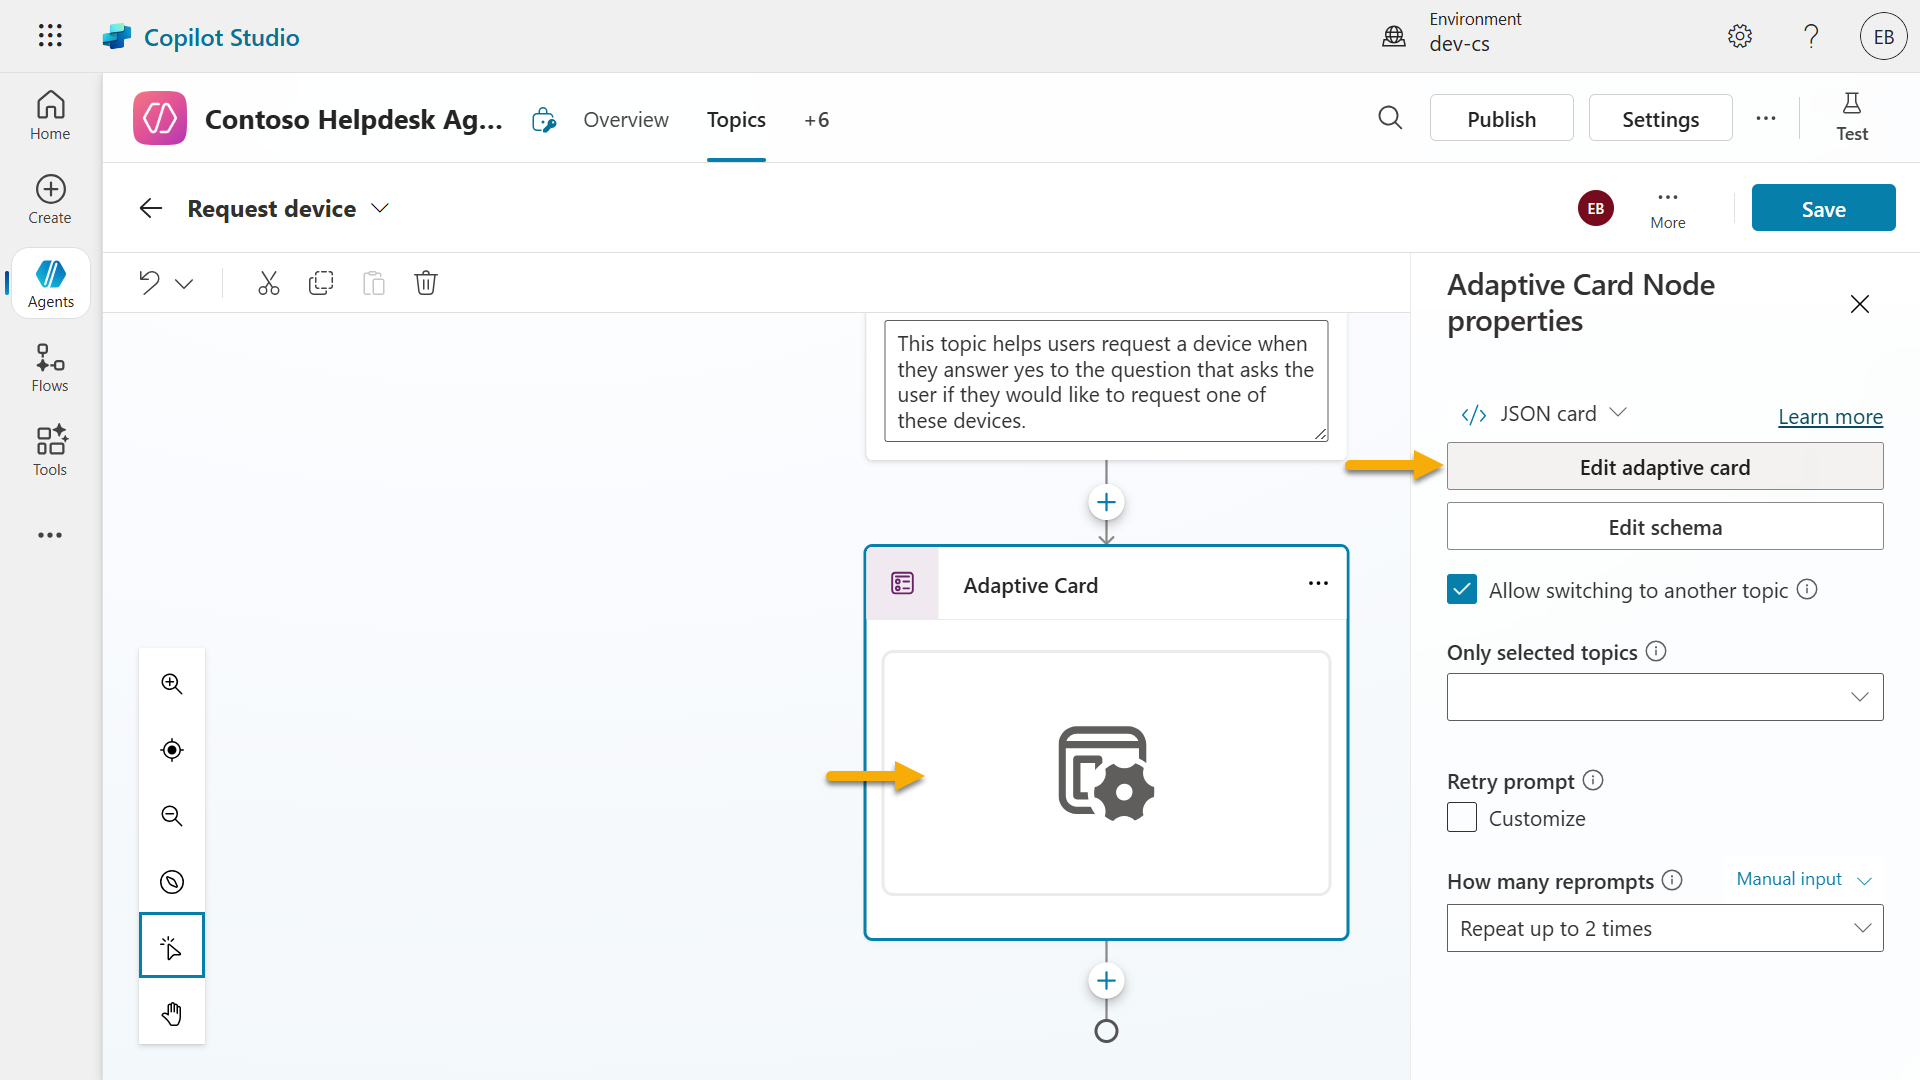 Copilot Studio
Environment
dev-cs
EB
Home
Create
Agents
Flows
Tools
Contoso Helpdesk Ag...
Overview
Topics
+6
Publish
Settings
Test
Request device
EB
More
Save
This topic helps users request a device when
they answer yes to the question that asks the
user if they would like to request one of
these devices.
Adaptive Card
Adaptive Card Node
properties
JSON card
Learn more
Edit adaptive card
Edit schema
Allow switching to another topic
Only selected topics
Retry prompt
Customize
How many reprompts
Manual input
Repeat up to 2 times